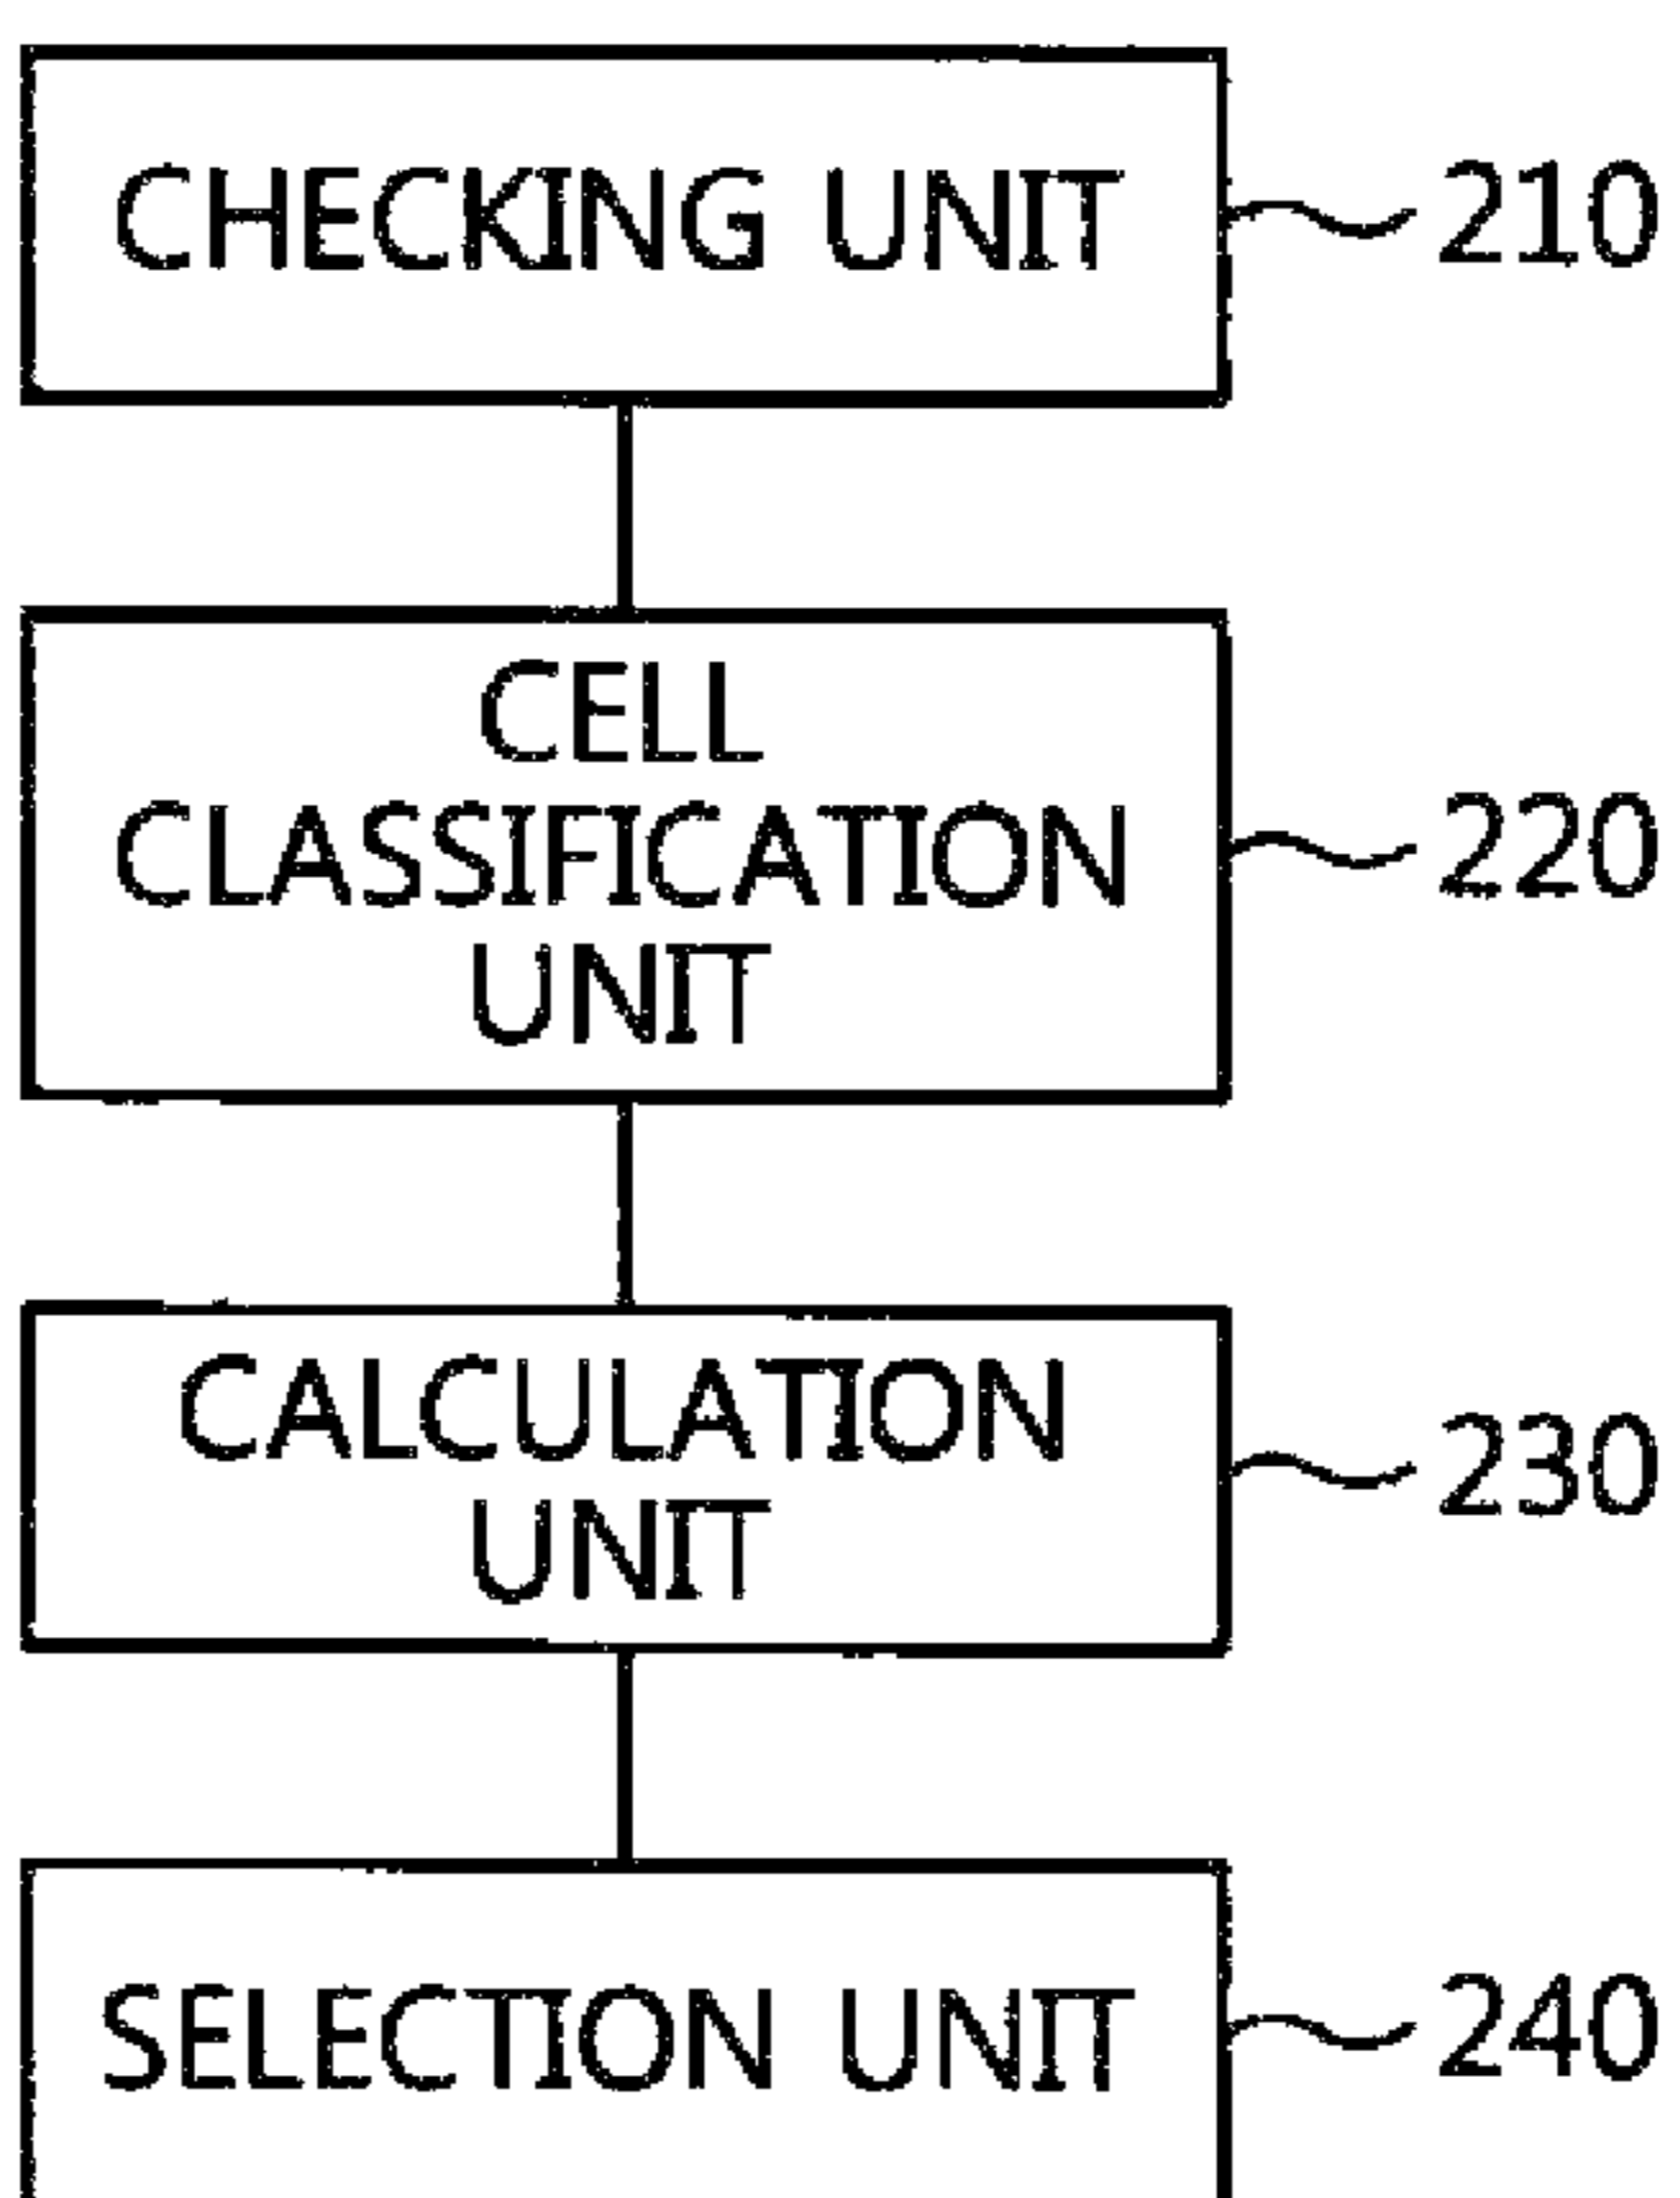 CHECKING UNIT
210
CELL
CLASSIFICATION
UNIT
220
CALCULATION
UNIT
230
SELECTION UNIT
240